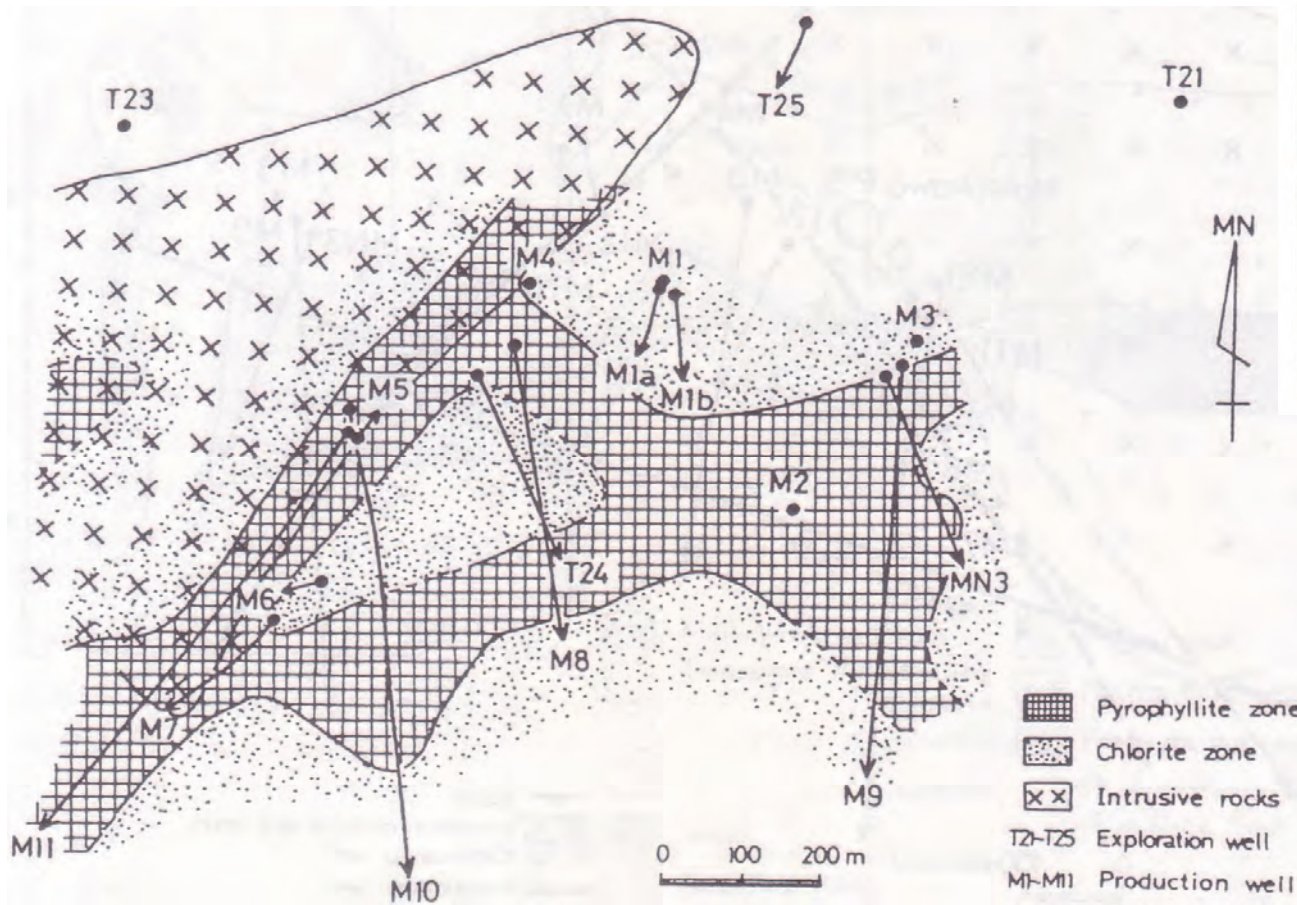 T23
T25
T21
MN
M4
M1
M3
M1a
M1b
M5
M2
M6
T24
MN3
M8
M7
M9
M11
M10
0 100 200 m
Pyrophyllite zone
Chlorite zone
Intrusive rocks
T21-T25 Exploration well
M1-M11 Production well